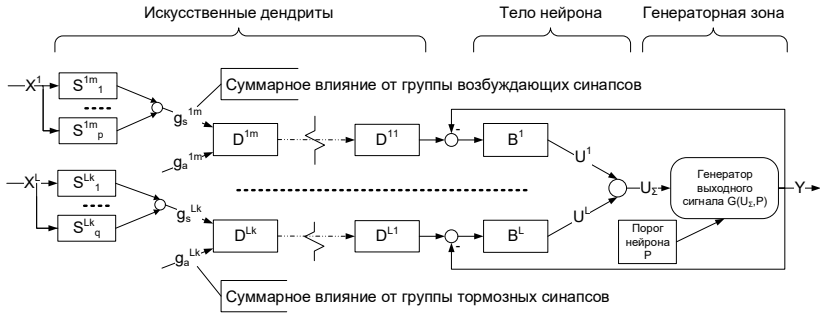 Искусственные дендриты
Тело нейрона
Генераторная зона
Суммарное влияние от группы возбуждающих синапсов
X¹
S¹ᵐ₁
S¹ᵐₚ
gₛ¹ᵐ
gₐ¹ᵐ
D¹ᵐ
D¹¹
-
B¹
U¹
Xᴸ
Sᴸᵏ₁
Sᴸᵏq
gₛᴸᵏ
gₐᴸᵏ
Dᴸᵏ
Dᴸ¹
-
Bᴸ
Uᴸ
U_Σ
Генератор
выходного
сигнала G(U_Σ,P)
Y
Порог
нейрона
P
Суммарное влияние от группы тормозных синапсов